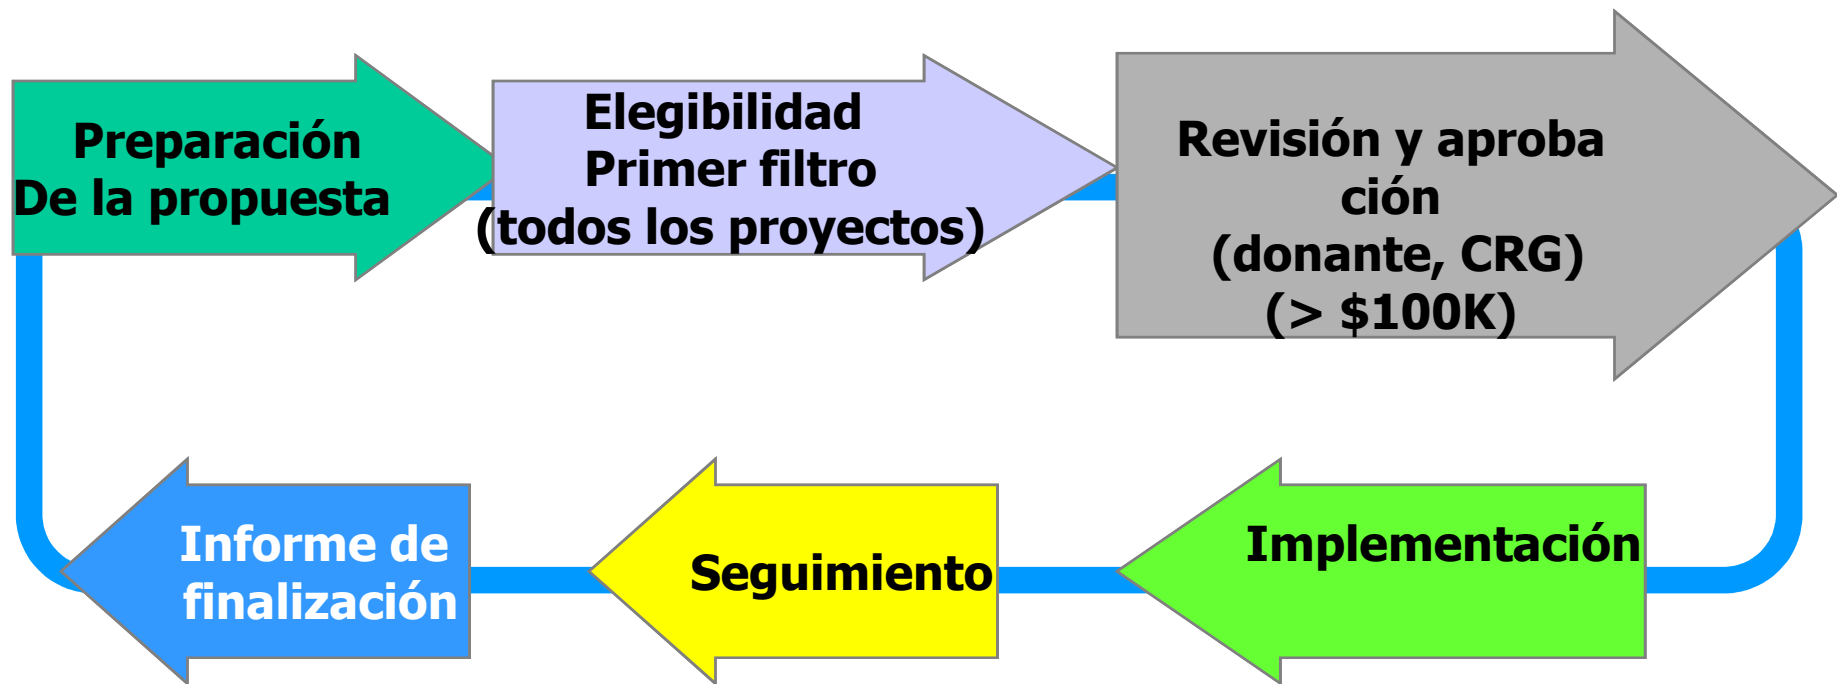 Preparación
De la propuesta
Elegibilidad
Primer filtro
(todos los proyectos)
Revisión y aproba
ción
(donante, CRG)
(> $100K)
Informe de
finalización
Seguimiento
Implementación